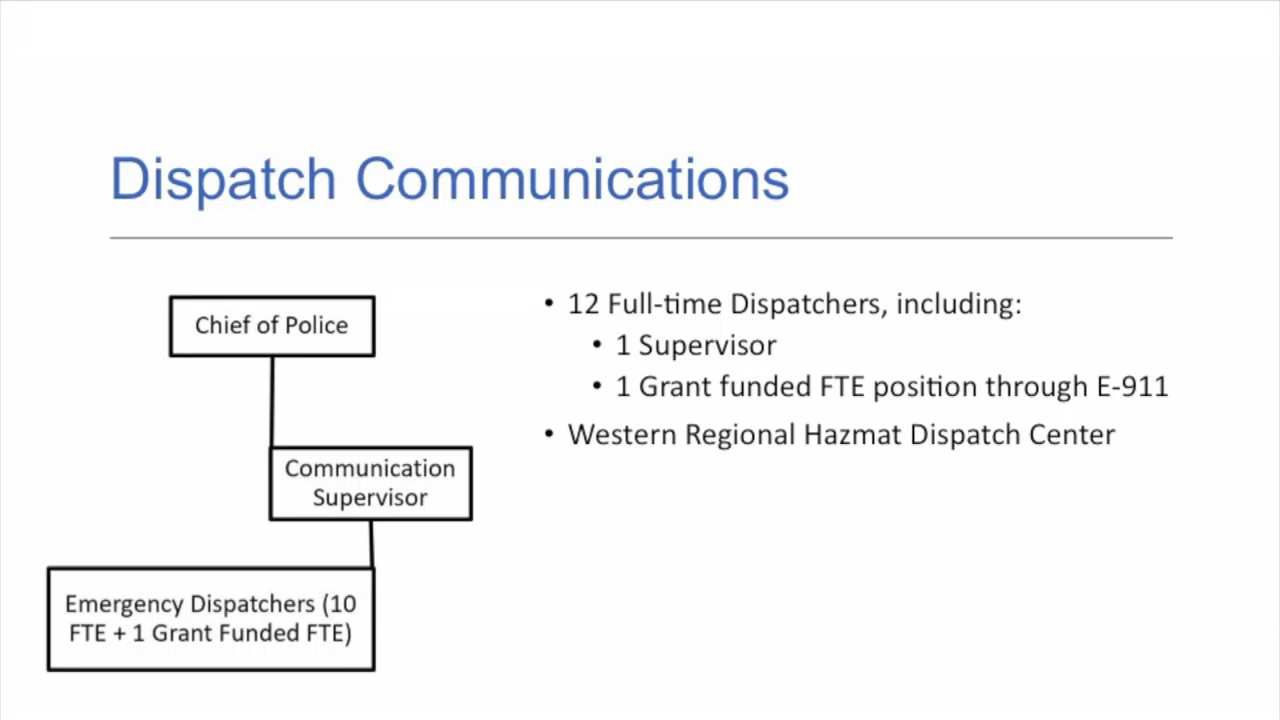 Dispatch Communications
Chief of Police
Communication
Supervisor
Emergency Dispatchers (10
FTE + 1 Grant Funded FTE)
• 12 Full-time Dispatchers, including:
• 1 Supervisor
• 1 Grant funded FTE position through E-911
• Western Regional Hazmat Dispatch Center